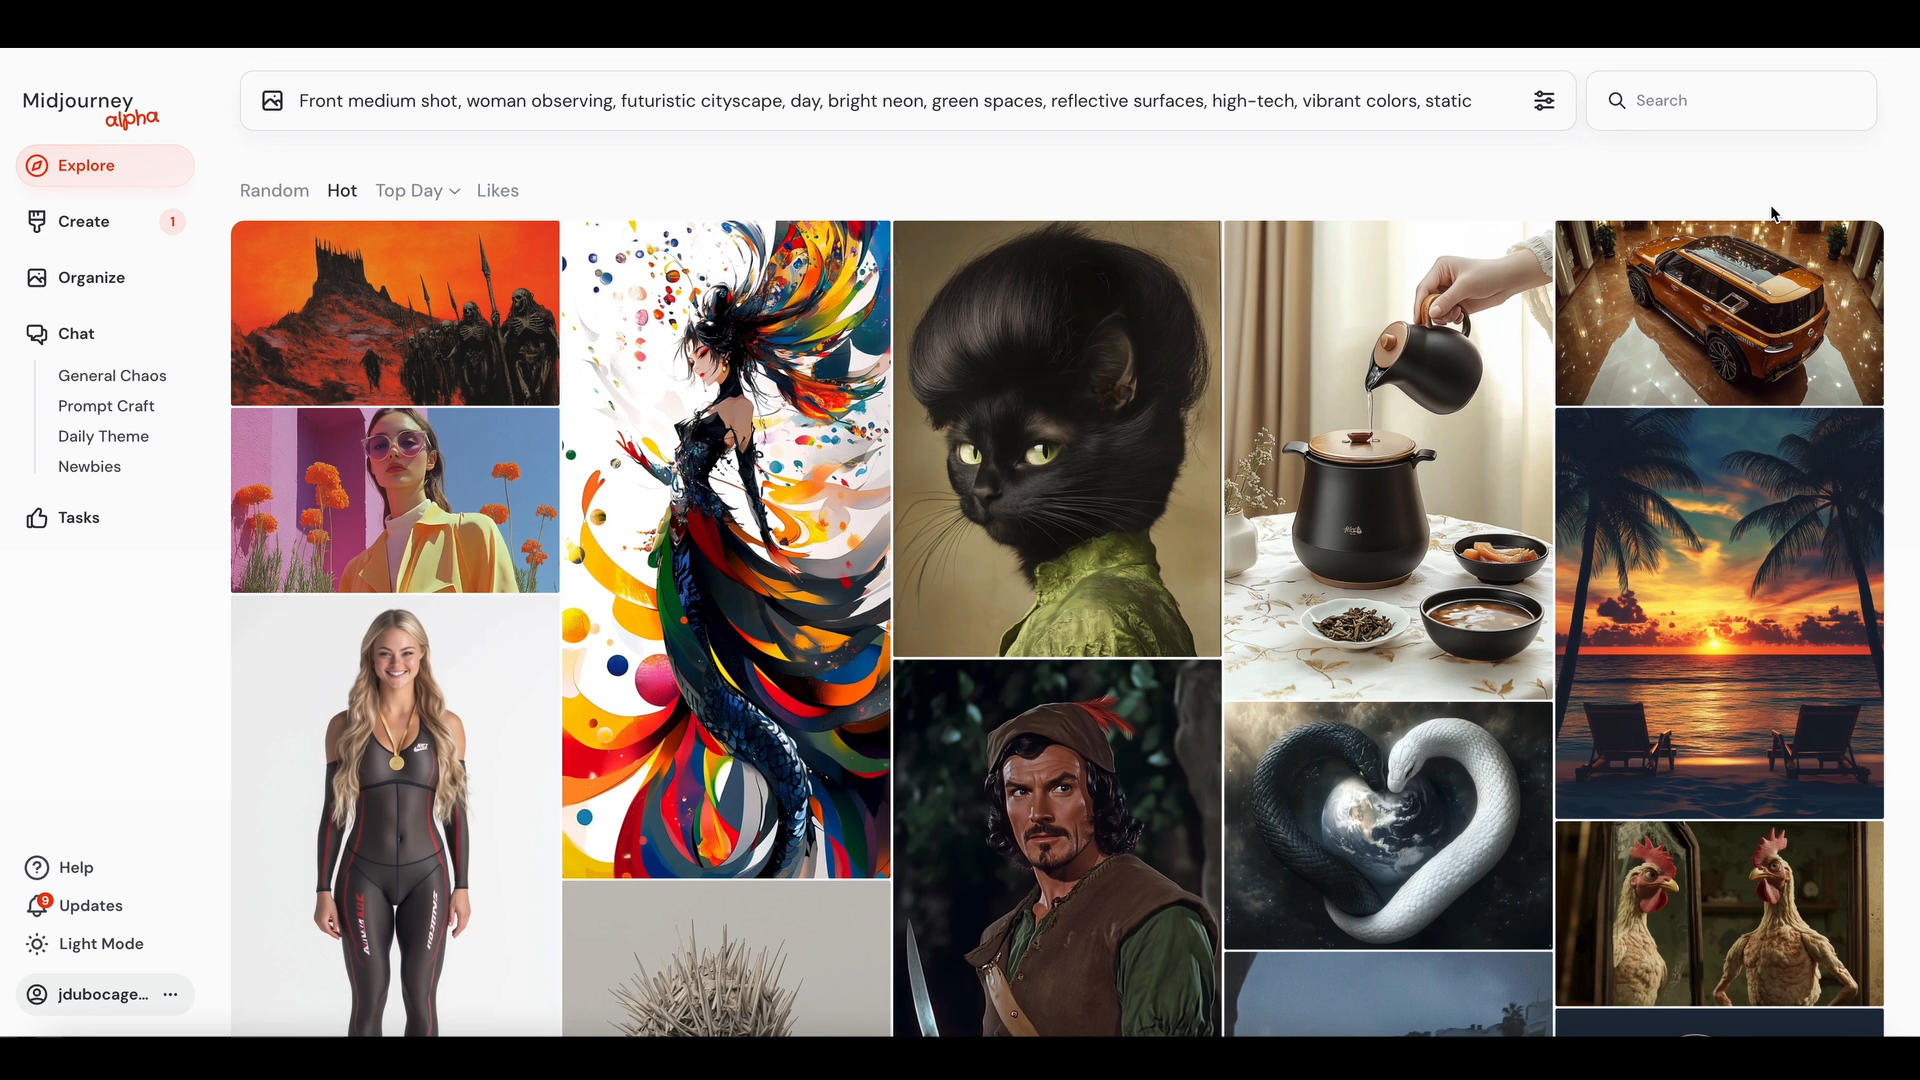 Midjourney
alpha
Front medium shot, woman observing, futuristic cityscape, day, bright neon, green spaces, reflective surfaces, high-tech, vibrant colors, static
Search
Explore
Create 1
Organize
Chat
General Chaos
Prompt Craft
Daily Theme
Newbies
Tasks
Random Hot Top Day Likes
Help
9
Updates
Light Mode
jdubocage... ...